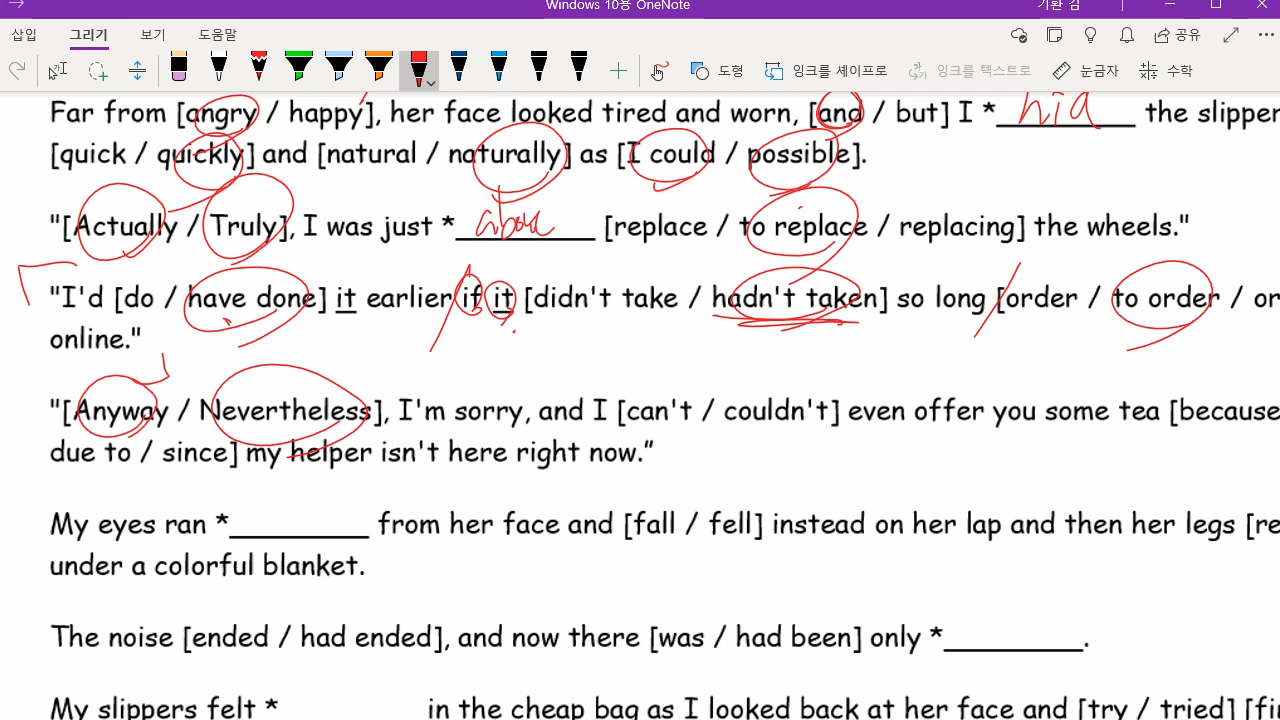 Windows 10용 OneNote
기환 김
삽입 그리기 보기 도움말
공유
도형 잉크를 셰이프로 잉크를 텍스트로 눈금자 수학
Far from [angry / happy], her face looked tired and worn, [and / but] I *hid the slipper
[quick / quickly] and [natural / naturally] as [I could / possible].
"[Actually / Truly], I was just *about [replace / to replace / replacing] the wheels."
"I'd [do / have done] it earlier if it [didn't take / hadn't taken] so long [order / to order / or
online."
"[Anyway / Nevertheless], I'm sorry, and I [can't / couldn't] even offer you some tea [because
due to / since] my helper isn't here right now.”
My eyes ran *_________ from her face and [fall / fell] instead on her lap and then her legs [re
under a colorful blanket.
The noise [ended / had ended], and now there [was / had been] only *_________.
My slippers felt *_________ in the cheap bag as I looked back at her face and [try / tried] [fi